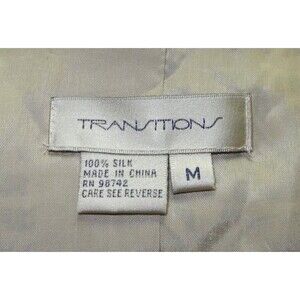 TRANSITIONS
100% SILK
MADE IN CHINA
RN 98742
CARE SEE REVERSE
M